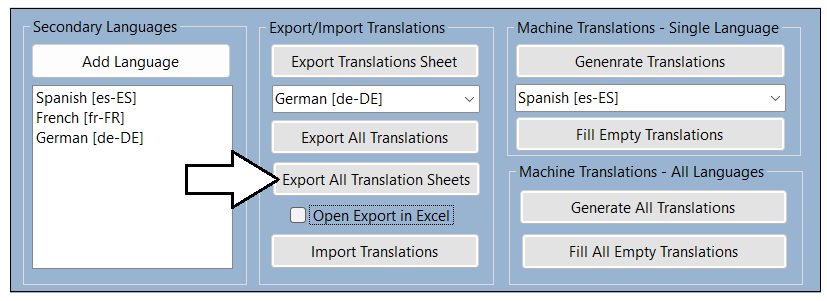 Secondary Languages
Add Language
Spanish [es-ES]
French [fr-FR]
German [de-DE]
Export/Import Translations
Export Translations Sheet
German [de-DE]
Export All Translations
Export All Translation Sheets
Open Export in Excel
Import Translations
Machine Translations - Single Language
Genenrate Translations
Spanish [es-ES]
Fill Empty Translations
Machine Translations - All Languages
Generate All Translations
Fill All Empty Translations